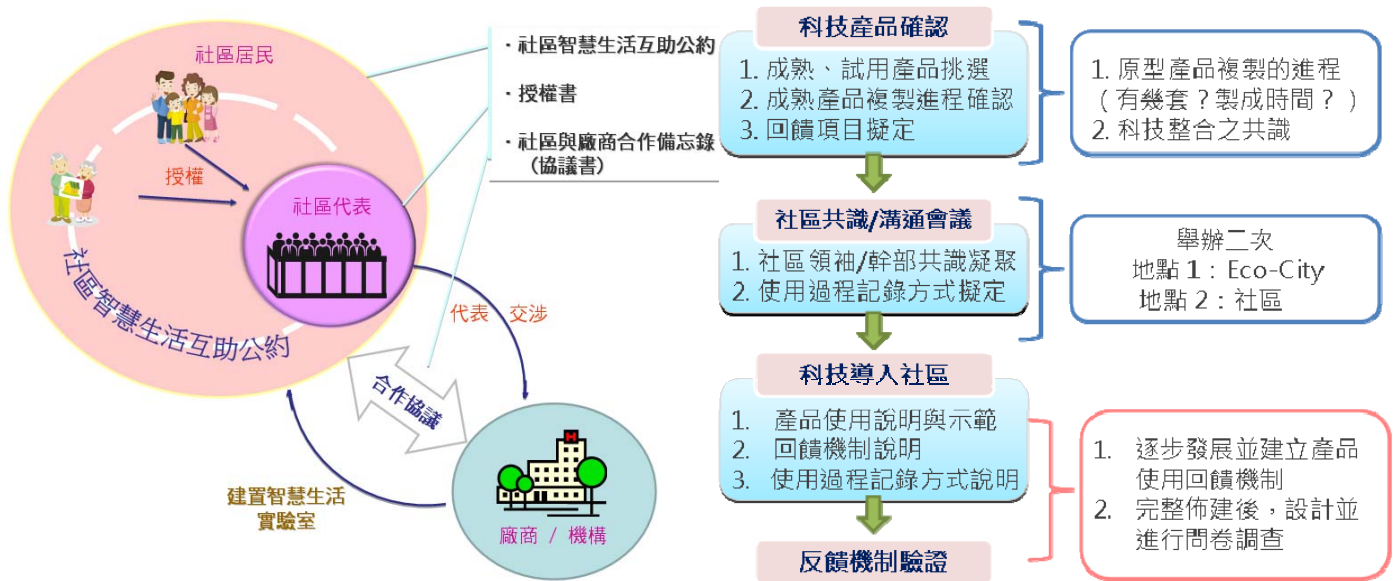 社區居民
授權
社區代表
社區智慧生活互助公約
代表 交涉
合作協議
建置智慧生活
實驗室
廠商 / 機構
·社區智慧生活互助公約
·授權書
·社區與廠商合作備忘錄
(協議書)
科技產品確認
1. 成熟、試用產品挑選
2. 成熟產品複製進程確認
3. 回饋項目擬定
1. 原型產品複製的進程
(有幾套?製成時間?)
2. 科技整合之共識
社區共識/溝通會議
1. 社區領袖/幹部共識凝聚
2. 使用過程記錄方式擬定
舉辦二次
地點 1:Eco-City
地點 2:社區
科技導入社區
1. 產品使用說明與示範
2. 回饋機制說明
3. 使用過程記錄方式說明
1. 逐步發展並建立產品
使用回饋機制
2. 完整佈建後,設計並
進行問卷調查
反饋機制驗證
H